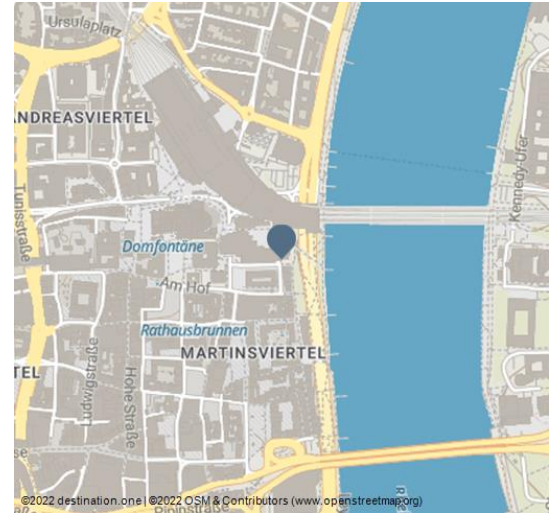 Ursulaplatz
ANDREASVIERTEL
Tunisstraße
Kennedy-Ufer
Domfontäne
Am Hof
Rathausbrunnen
MARTINSVIERTEL
TEL
Ludwigstraße
Hohe Straße
Pipinstraße
©2022 destination.one | ©2022 OSM & Contributors (www.openstreetmap.org)